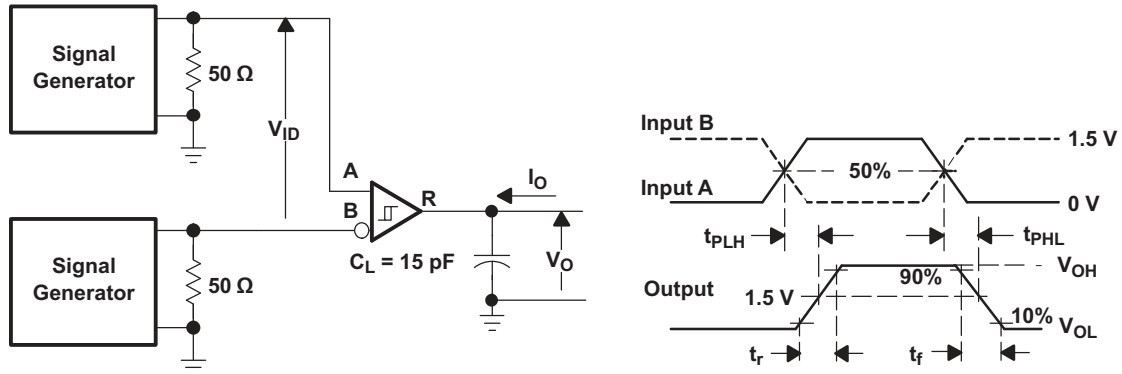 Signal
Generator
50 Ω
V_ID
A
B
R
I_O
V_O
C_L = 15 pF
Signal
Generator
50 Ω
Input B
1.5 V
50%
Input A
0 V
t_PLH
t_PHL
V_OH
90%
Output
1.5 V
10%
V_OL
t_r
t_f